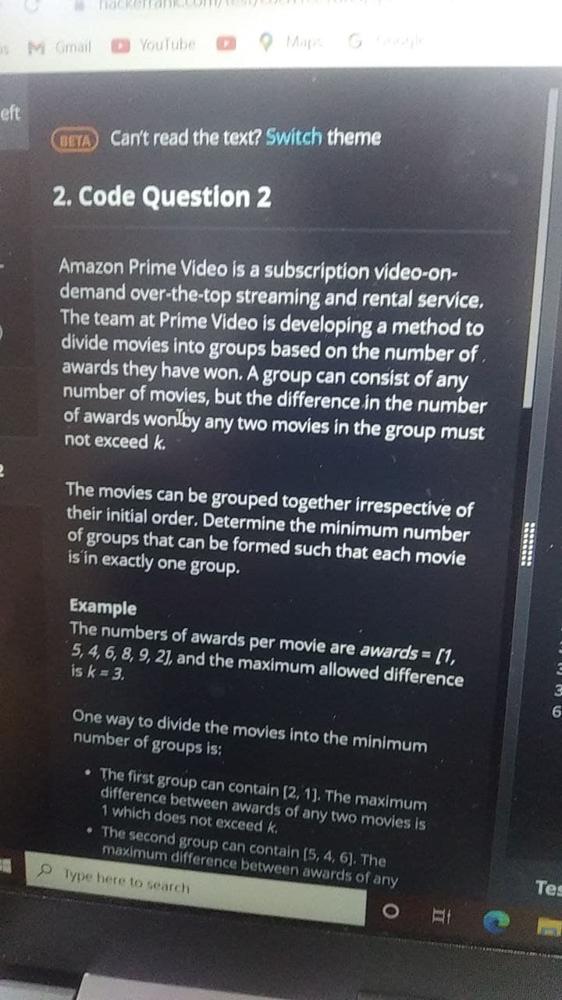 Gmail YouTube Maps Google
eft
BETA Can't read the text? Switch theme
2. Code Question 2
Amazon Prime Video is a subscription video-on-
demand over-the-top streaming and rental service.
The team at Prime Video is developing a method to
divide movies into groups based on the number of
awards they have won. A group can consist of any
number of movies, but the difference in the number
of awards won by any two movies in the group must
not exceed k.
2
The movies can be grouped together irrespective of
their initial order. Determine the minimum number
of groups that can be formed such that each movie
is in exactly one group.
Example
The numbers of awards per movie are awards = [1,
5, 4, 6, 8, 9, 2], and the maximum allowed difference
is k = 3.
One way to divide the movies into the minimum
number of groups is:
• The first group can contain [2, 1]. The maximum
difference between awards of any two movies is
1 which does not exceed k.
• The second group can contain [5, 4, 6]. The
maximum difference between awards of any
3
3
6
Type here to search
Tes